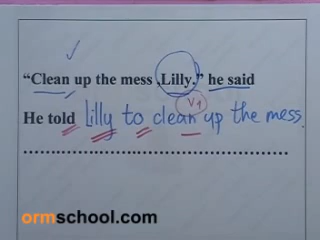 “Clean up the mess ,Lilly.” he said
V1
He told Lilly to clean up the mess.
ormschool.com